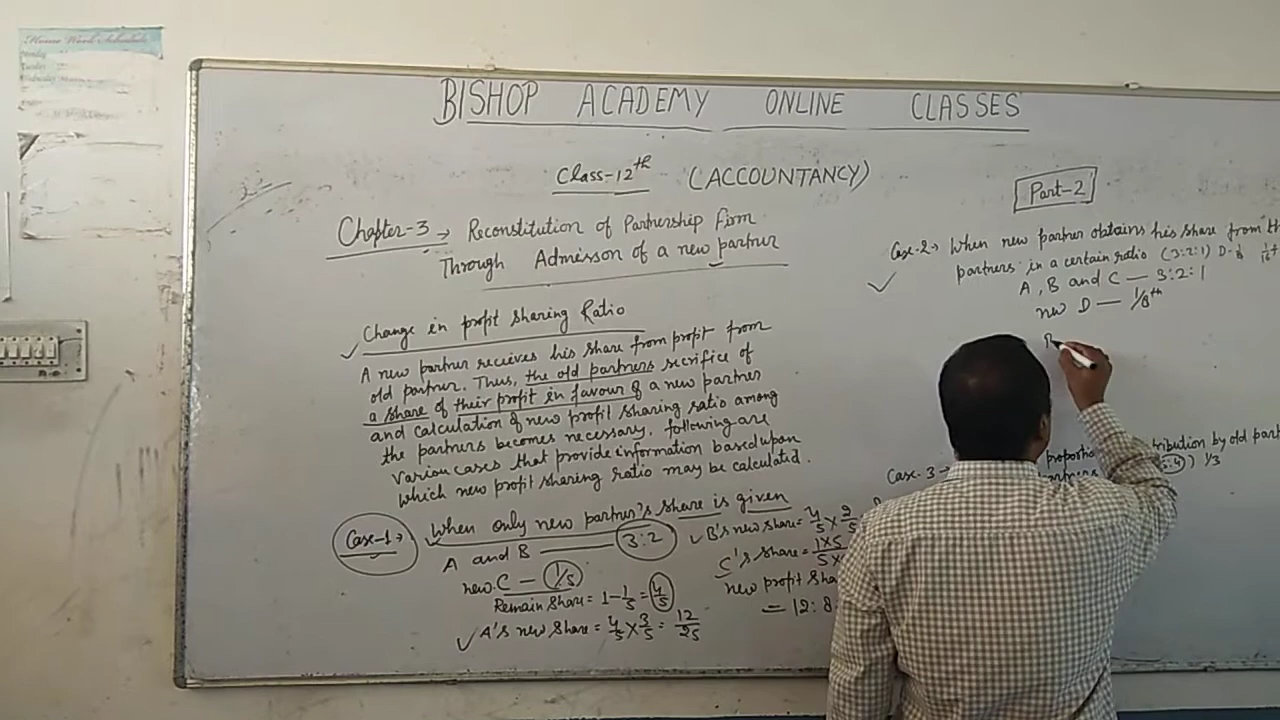 Home Work Schedule
BISHOP ACADEMY ONLINE CLASSES
Class-12th (ACCOUNTANCY)
Part-2
Chapter-3 → Reconstitution of Partnership Firm
Through Admisson of a new partner
Change in profit sharing Ratio
A new partner receives his share from profit from
old partner. Thus, the old partners secrifice of
a share of their profit in favour of a new partner
and calculation of new profit sharing ratio among
the partners becomes necessary. following are
Variou cases that provide information based upon
which new profit sharing ratio may be calculated.
Case-1 → When only new partner's share is given
A and B — 3:2
new C — 1/5
Remain Share = 1-1/5 = 4/5
A's new share = 4/5 × 3/5 = 12/25
B's new share = 4/5 × 2/5
C's share = 1×5
new profit Sha
= 12:8
Case-2 → When new partner obtains his share from th
partners in a certain ratio (3:2:1)
A, B and C — 3:2:1
new D — 1/8th
Case-3 →
proportio tribution by old part
1/3